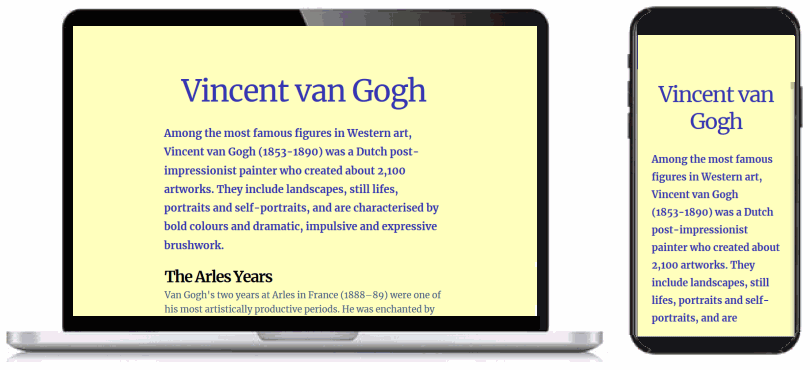 Vincent van Gogh
Among the most famous figures in Western art,
Vincent van Gogh (1853-1890) was a Dutch post-
impressionist painter who created about 2,100
artworks. They include landscapes, still lifes,
portraits and self-portraits, and are characterised by
bold colours and dramatic, impulsive and expressive
brushwork.
The Arles Years
Van Gogh's two years at Arles in France (1888–89) were one of
his most artistically productive periods. He was enchanted by
Vincent van
Gogh
Among the most famous
figures in Western art,
Vincent van Gogh
(1853-1890) was a Dutch
post-impressionist
painter who created about
2,100 artworks. They
include landscapes, still
lifes, portraits and self-
portraits, and are